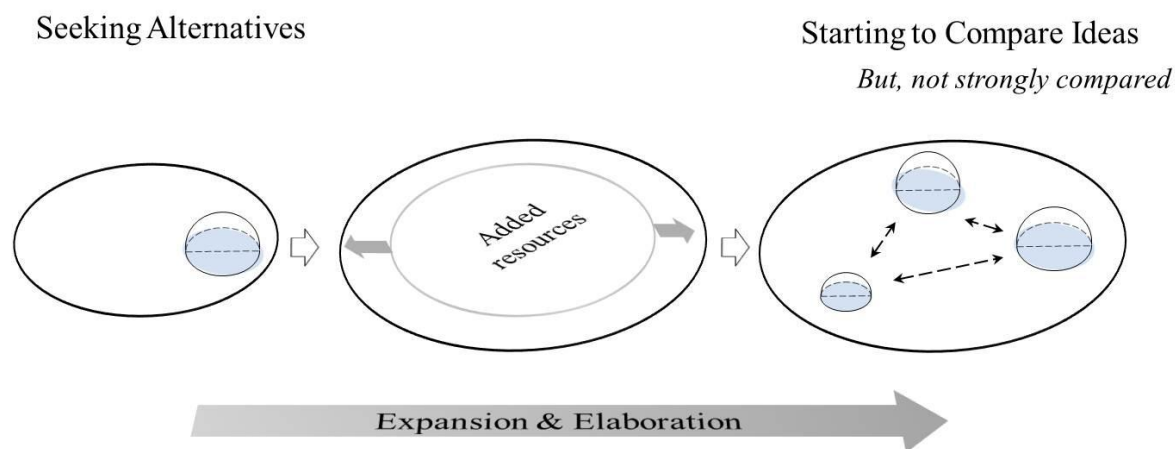 Seeking Alternatives
Starting to Compare Ideas
But, not strongly compared
Added
resources
Expansion & Elaboration